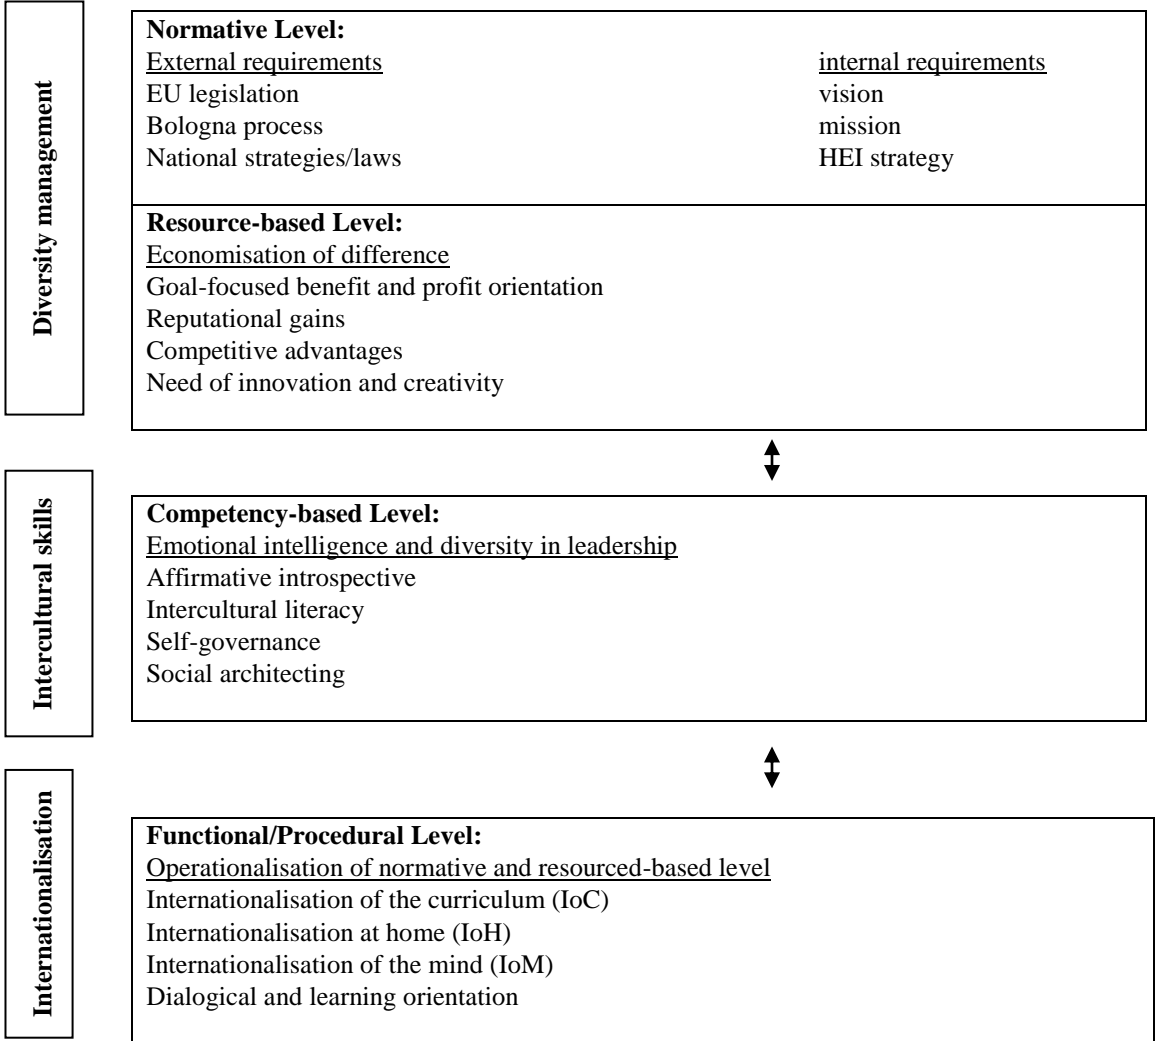 Diversity management
Normative Level:
External requirements internal requirements
EU legislation vision
Bologna process mission
National strategies/laws HEI strategy
Resource-based Level:
Economisation of difference
Goal-focused benefit and profit orientation
Reputational gains
Competitive advantages
Need of innovation and creativity
Intercultural skills
Competency-based Level:
Emotional intelligence and diversity in leadership
Affirmative introspective
Intercultural literacy
Self-governance
Social architecting
Internationalisation
Functional/Procedural Level:
Operationalisation of normative and resourced-based level
Internationalisation of the curriculum (IoC)
Internationalisation at home (IoH)
Internationalisation of the mind (IoM)
Dialogical and learning orientation